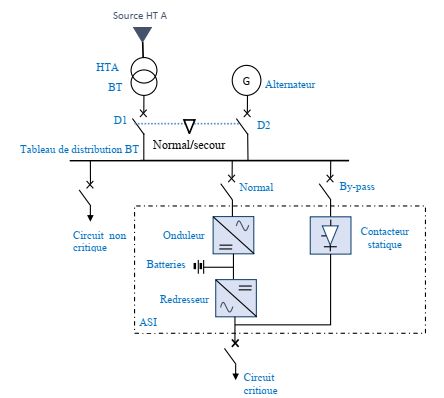 Source HT A
HTA
BT
G
Alternateur
D1
D2
Normal/secour
Tableau de distribution BT
Normal
By-pass
Circuit non
critique
Onduleur
Contacteur
statique
Batteries
Redresseur
ASI
Circuit
critique